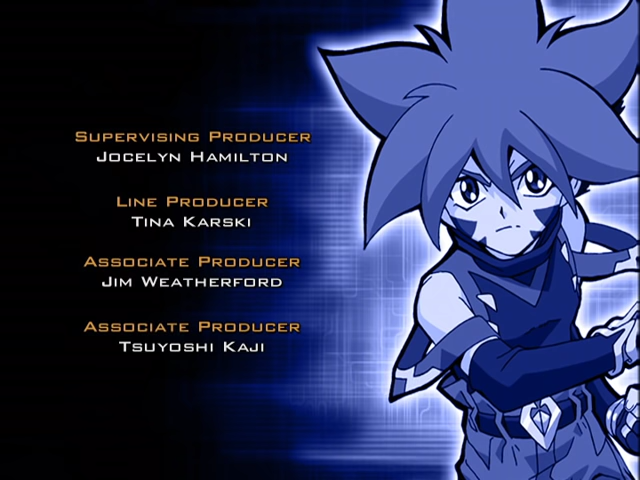 Supervising Producer
Jocelyn Hamilton
Line Producer
Tina Karski
Associate Producer
Jim Weatherford
Associate Producer
Tsuyoshi Kaji